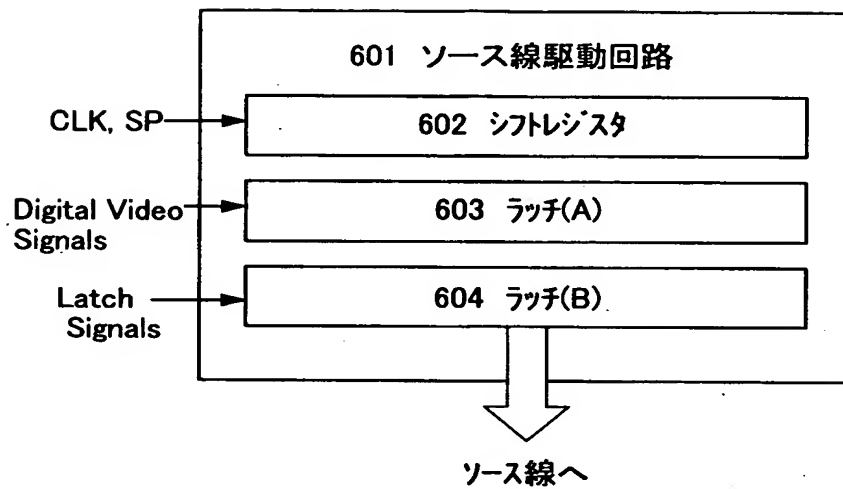 601 ソース線駆動回路
CLK, SP
602 ｼﾌﾄﾚｼﾞｽﾀ
Digital Video
Signals
603 ﾗｯﾁ(A)
Latch
Signals
604 ﾗｯﾁ(B)
ｿｰｽ線へ